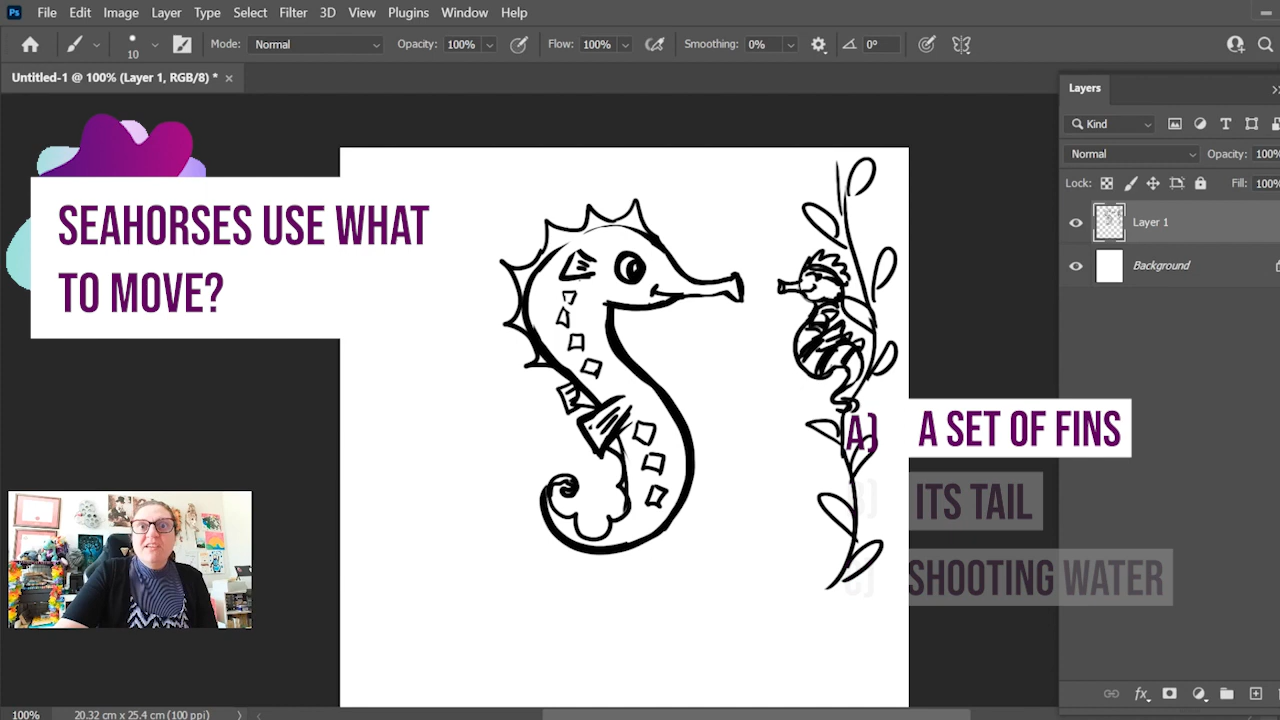 Ps File Edit Image Layer Type Select Filter 3D View Plugins Window Help
10 Mode: Normal Opacity: 100% Flow: 100% Smoothing: 0% 0°
Untitled-1 @ 100% (Layer 1, RGB/8) * ×
Layers
Kind
Normal Opacity: 100%
Lock: Fill: 100%
Layer 1
Background
SEAHORSES USE WHAT
TO MOVE?
A) A SET OF FINS
B) ITS TAIL
C) SHOOTING WATER
fx
100% 20.32 cm x 25.4 cm (100 ppi)